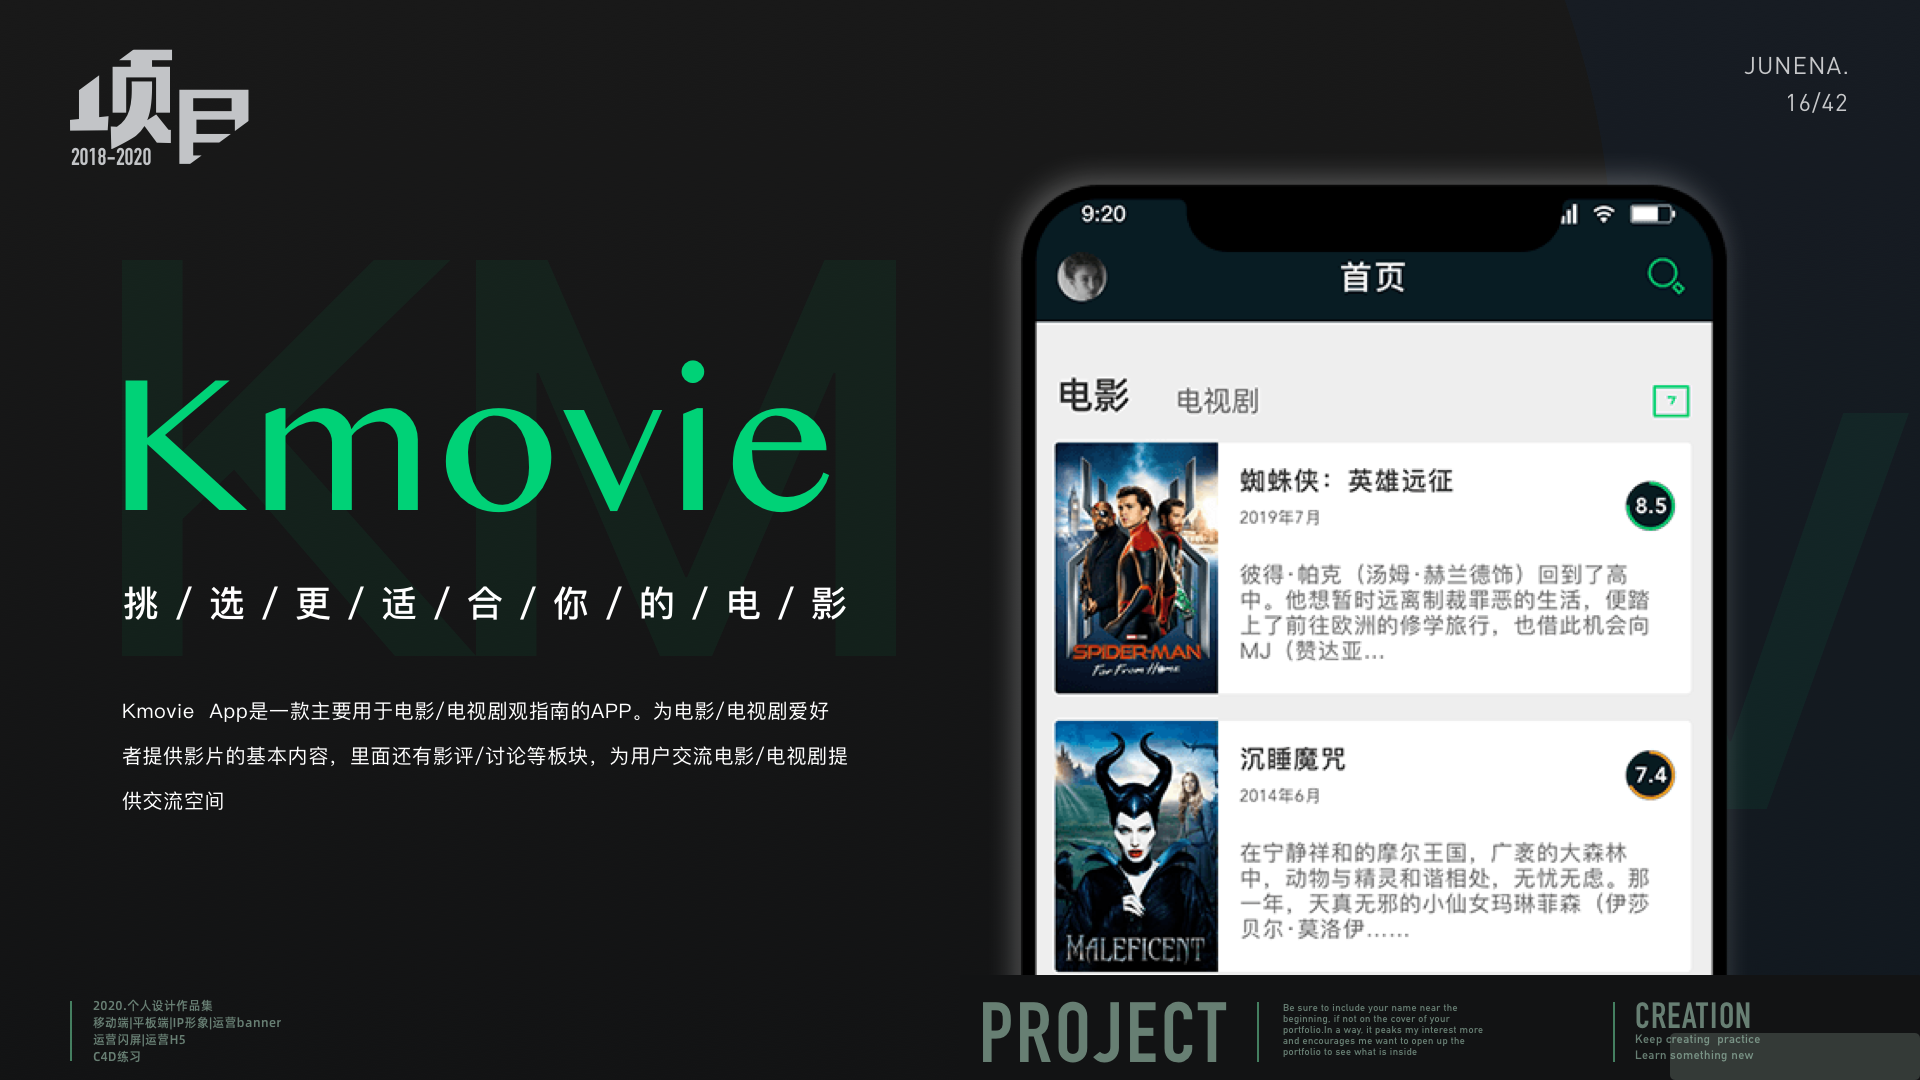 项目
2018-2020
JUNENA.
16/42
KM
Kmovie
挑/选/更/适/合/你/的/电/影
Kmovie App是一款主要用于电影/电视剧观指南的APP。为电影/电视剧爱好
者提供影片的基本内容，里面还有影评/讨论等板块，为用户交流电影/电视剧提
供交流空间
9:20
首页
电影
电视剧
7
SPIDER-MAN
Far From Home
蜘蛛侠：英雄远征
2019年7月
8.5
彼得·帕克（汤姆·赫兰德饰）回到了高
中。他想暂时远离制裁罪恶的生活，便踏
上了前往欧洲的修学旅行，也借此机会向
MJ（赞达亚...
MALEFICENT
沉睡魔咒
2014年6月
7.4
在宁静祥和的摩尔王国，广袤的大森林
中，动物与精灵和谐相处，无忧无虑。那
一年，天真无邪的小仙女玛琳菲森（伊莎
贝尔·莫洛伊......
2020.个人设计作品集
移动端|平板端|IP形象|运营banner
运营闪屏|运营H5
C4D练习
PROJECT
Be sure to include your name near the
beginning, if not on the cover of your
portfolio.In a way, it peaks my interest more
and encourages me want to open up the
portfolio to see what is inside
CREATION
Keep creating practice
Learn something new